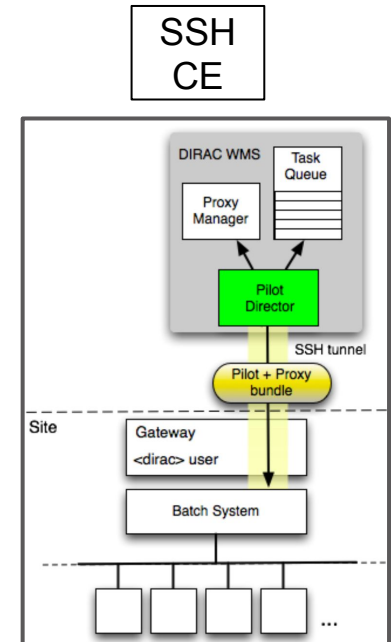 SSH
CE
DIRAC WMS
Task
Queue
Proxy
Manager
Pilot
Director
SSH tunnel
Pilot + Proxy
bundle
Site
Gateway
<dirac> user
Batch System
...